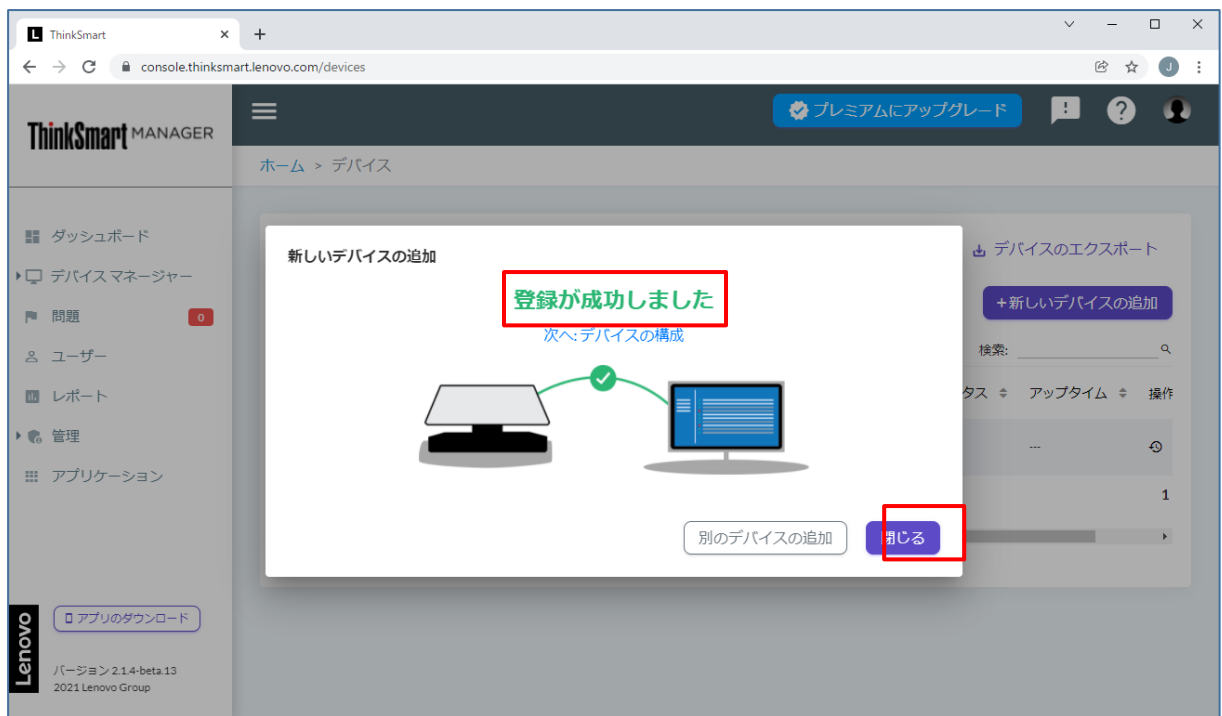 ThinkSmart
console.thinksmart.lenovo.com/devices
J
ThinkSmart MANAGER
プレミアムにアップグレード
ホーム > デバイス
ダッシュボード
デバイス マネージャー
問題
0
ユーザー
レポート
管理
アプリケーション
アプリのダウンロード
Lenovo
バージョン 2.1.4-beta.13
2021 Lenovo Group
新しいデバイスの追加
登録が成功しました
次へ: デバイスの構成
別のデバイスの追加
閉じる
デバイスのエクスポート
+新しいデバイスの追加
検索:
タス アップタイム 操作
---
1